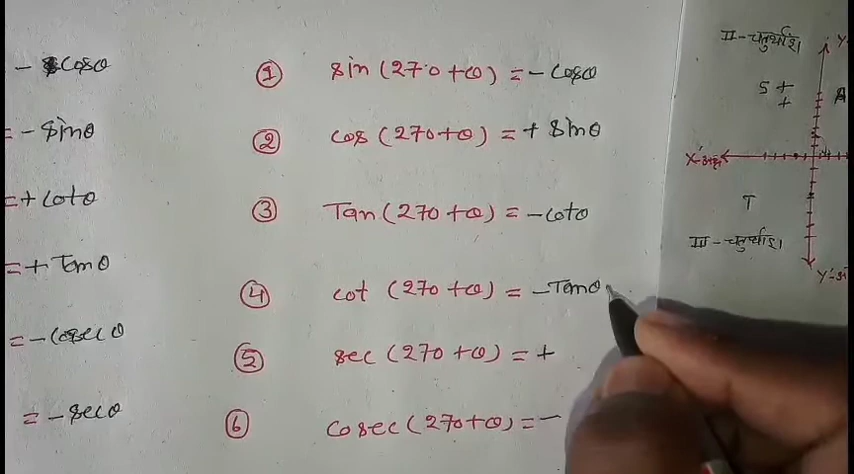 - cosθ
= - sinθ
= + cotθ
= + Tanθ
= - cosecθ
= - secθ
① sin (270+θ) = - cosθ
② cos (270+θ) = + sinθ
③ Tan (270+θ) = - cotθ
④ cot (270+θ) = - Tanθ
⑤ sec (270+θ) = +
⑥ cosec (270+θ) = -
II - चतुर्थांश
Y-
S +
+
A
X'
T
III - चतुर्थांश